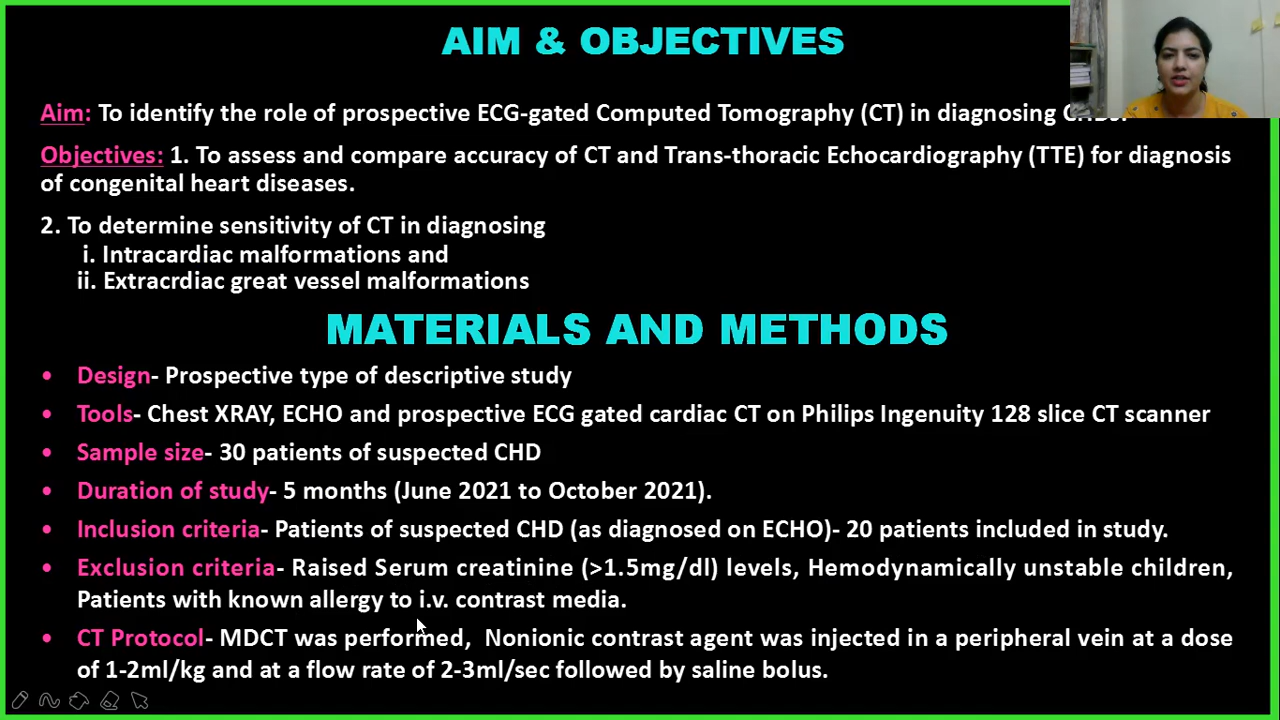 AIM & OBJECTIVES
Aim: To identify the role of prospective ECG-gated Computed Tomography (CT) in diagnosing
Objectives: 1. To assess and compare accuracy of CT and Trans-thoracic Echocardiography (TTE) for diagnosis
of congenital heart diseases.
2. To determine sensitivity of CT in diagnosing
i. Intracardiac malformations and
ii. Extracrdiac great vessel malformations
MATERIALS AND METHODS
• Design- Prospective type of descriptive study
• Tools- Chest XRAY, ECHO and prospective ECG gated cardiac CT on Philips Ingenuity 128 slice CT scanner
• Sample size- 30 patients of suspected CHD
• Duration of study- 5 months (June 2021 to October 2021).
• Inclusion criteria- Patients of suspected CHD (as diagnosed on ECHO)- 20 patients included in study.
• Exclusion criteria- Raised Serum creatinine (>1.5mg/dl) levels, Hemodynamically unstable children,
Patients with known allergy to i.v. contrast media.
• CT Protocol- MDCT was performed, Nonionic contrast agent was injected in a peripheral vein at a dose
of 1-2ml/kg and at a flow rate of 2-3ml/sec followed by saline bolus.